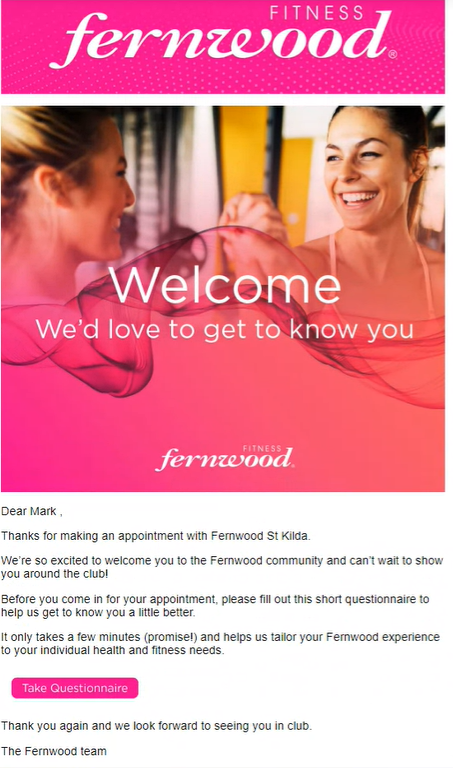 FITNESS
fernwood®
Welcome
We'd love to get to know you
FITNESS
fernwood®
Dear Mark ,
Thanks for making an appointment with Fernwood St Kilda.
We're so excited to welcome you to the Fernwood community and can't wait to show
you around the club!
Before you come in for your appointment, please fill out this short questionnaire to
help us get to know you a little better.
It only takes a few minutes (promise!) and helps us tailor your Fernwood experience
to your individual health and fitness needs.
Take Questionnaire
Thank you again and we look forward to seeing you in club.
The Fernwood team